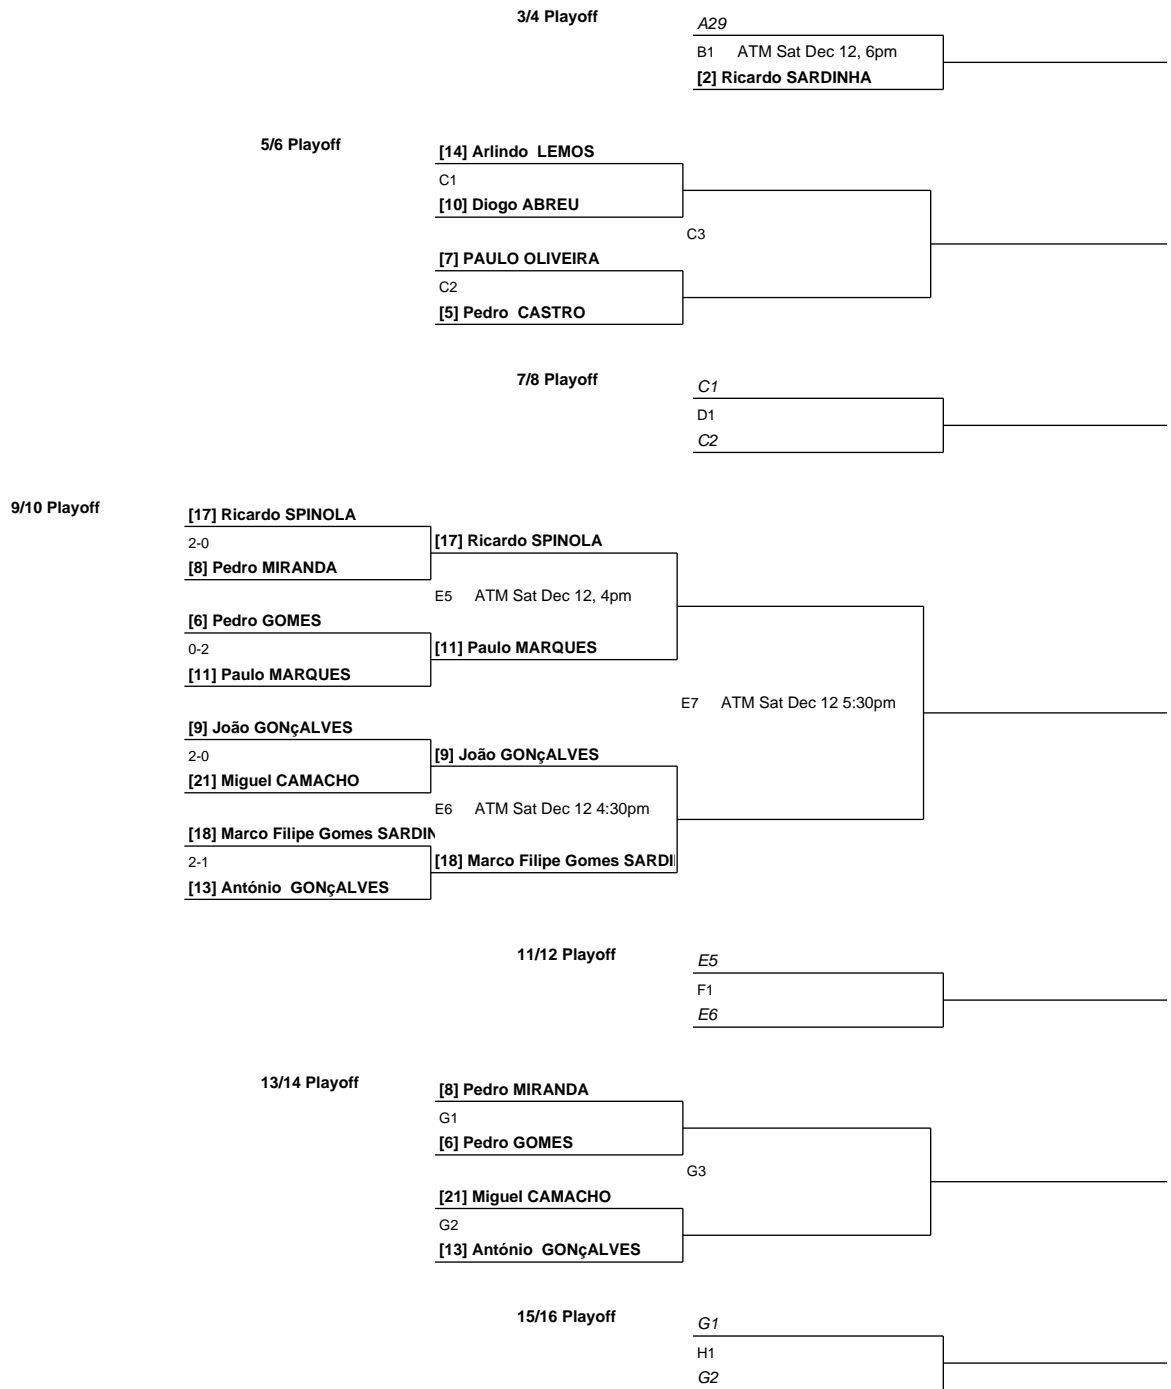 3/4 Playoff
A29
B1 ATM Sat Dec 12, 6pm
[2] Ricardo SARDINHA
5/6 Playoff
[14] Arlindo LEMOS
C1
[10] Diogo ABREU
C3
[7] PAULO OLIVEIRA
C2
[5] Pedro CASTRO
7/8 Playoff
C1
D1
C2
9/10 Playoff
[17] Ricardo SPINOLA
2-0
[17] Ricardo SPINOLA
[8] Pedro MIRANDA
E5 ATM Sat Dec 12, 4pm
[6] Pedro GOMES
0-2
[11] Paulo MARQUES
[11] Paulo MARQUES
E7 ATM Sat Dec 12 5:30pm
[9] João GONçALVES
2-0
[9] João GONçALVES
[21] Miguel CAMACHO
E6 ATM Sat Dec 12 4:30pm
[18] Marco Filipe Gomes SARDIN
2-1
[18] Marco Filipe Gomes SARDI
[13] António GONçALVES
11/12 Playoff
E5
F1
E6
13/14 Playoff
[8] Pedro MIRANDA
G1
[6] Pedro GOMES
G3
[21] Miguel CAMACHO
G2
[13] António GONçALVES
15/16 Playoff
G1
H1
G2